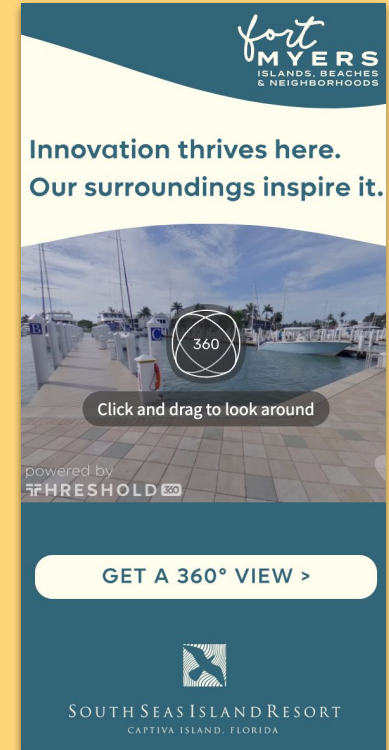 fort
MYERS
ISLANDS, BEACHES
& NEIGHBORHOODS
Innovation thrives here.
Our surroundings inspire it.
B
C
360
Click and drag to look around
powered by
THRESHOLD 360
GET A 360° VIEW >
SOUTH SEAS ISLAND RESORT
CAPTIVA ISLAND, FLORIDA